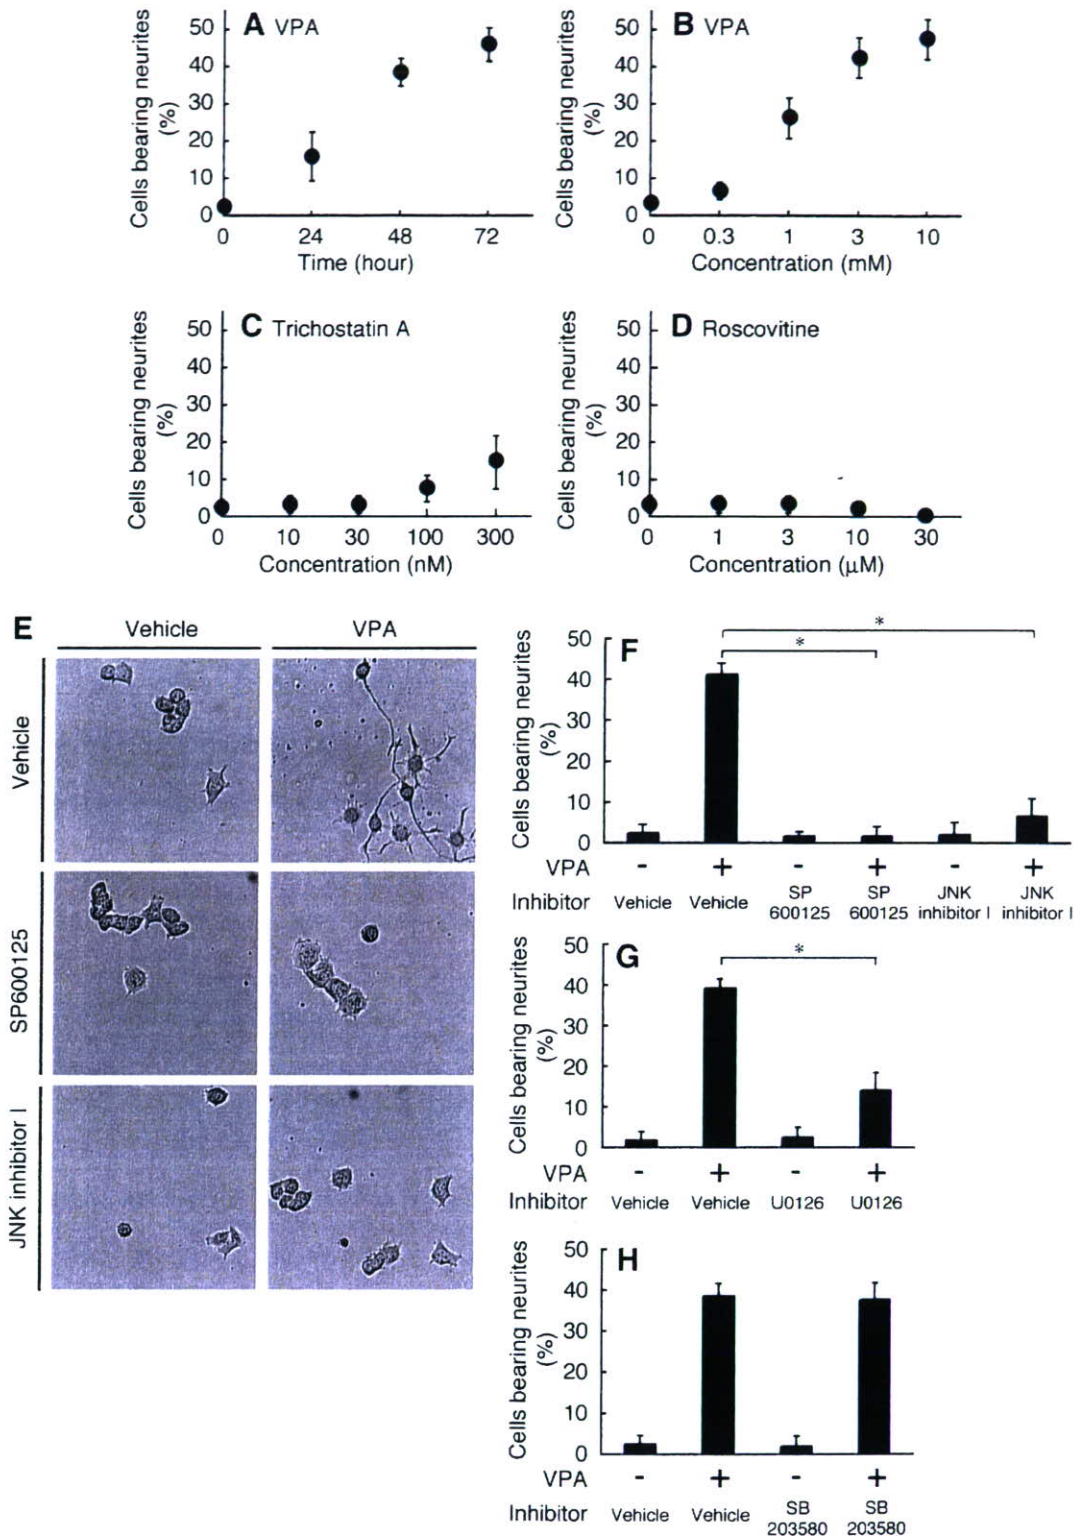 A VPA
Cells bearing neurites
(%)
50
40
30
20
10
0
0 24 48 72
Time (hour)
B VPA
Cells bearing neurites
(%)
50
40
30
20
10
0
0 0.3 1 3 10
Concentration (mM)
C Trichostatin A
Cells bearing neurites
(%)
50
40
30
20
10
0
0 10 30 100 300
Concentration (nM)
D Roscovitine
Cells bearing neurites
(%)
50
40
30
20
10
0
0 1 3 10 30
Concentration (μM)
E
Vehicle VPA
Vehicle
SP600125
JNK inhibitor I
F
Cells bearing neurites
(%)
50
40
30
20
10
0
* *
VPA - + - + - +
Inhibitor Vehicle Vehicle SP 600125 SP 600125 JNK inhibitor I JNK inhibitor I
G
Cells bearing neurites
(%)
50
40
30
20
10
0
*
VPA - + - +
Inhibitor Vehicle Vehicle U0126 U0126
H
Cells bearing neurites
(%)
50
40
30
20
10
0
VPA - + - +
Inhibitor Vehicle Vehicle SB 203580 SB 203580